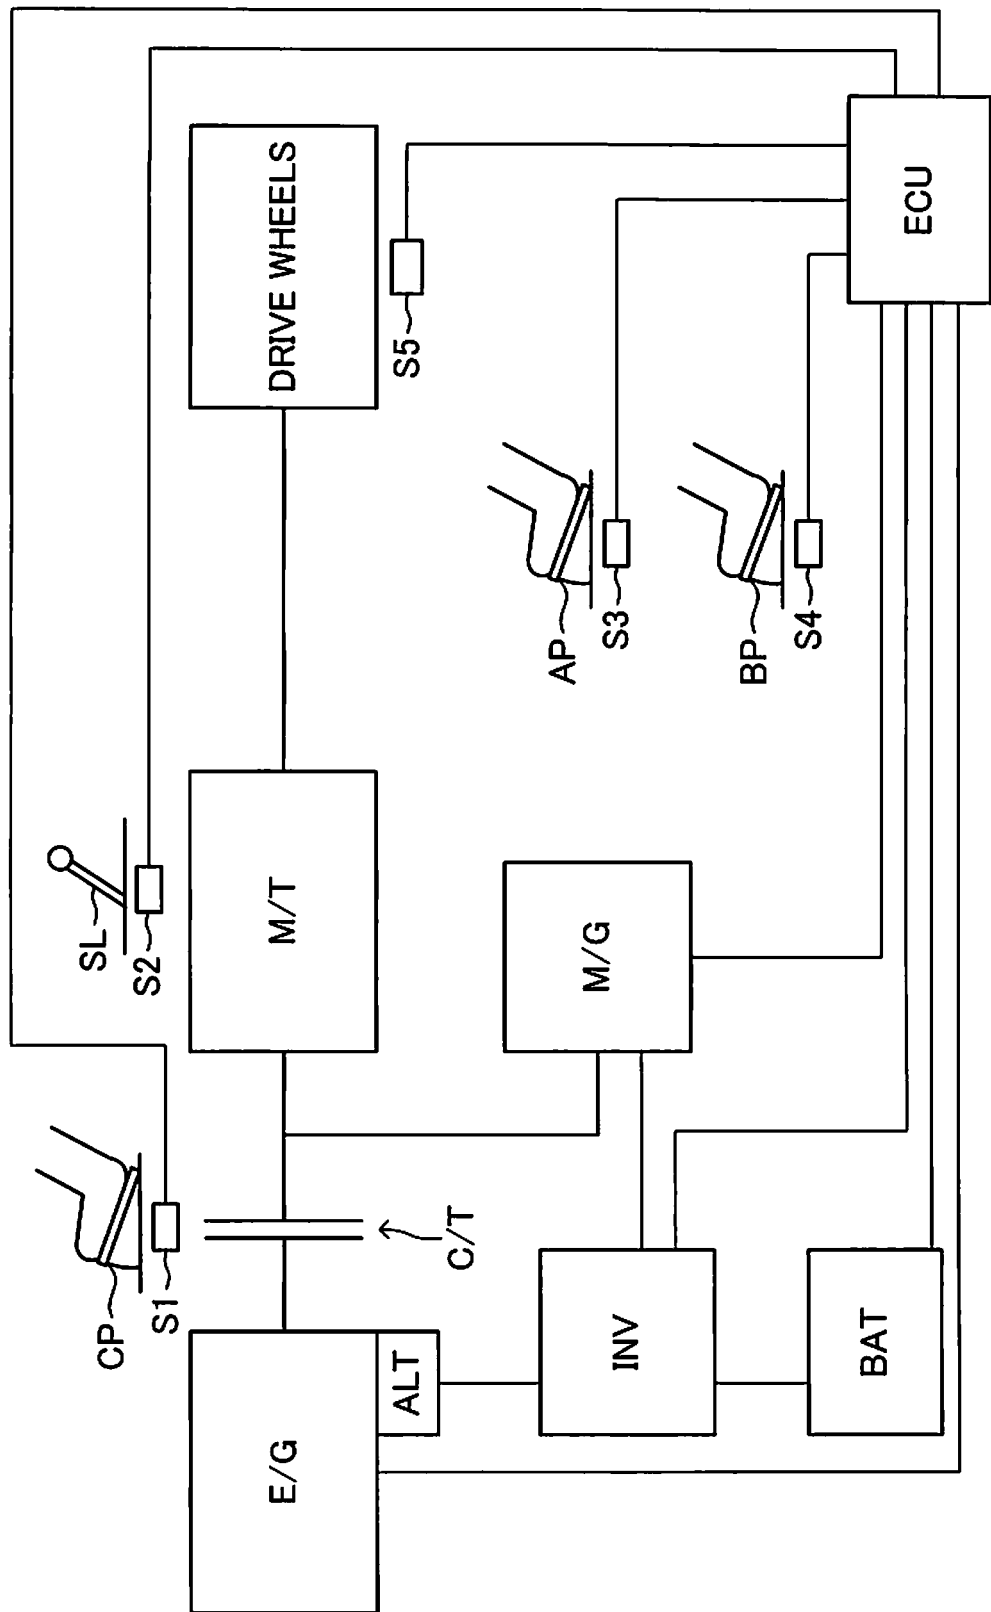 CP
S1
SL
S2
E/G
ALT
C/T
M/T
DRIVE WHEELS
S5
INV
M/G
AP
S3
BAT
BP
S4
ECU